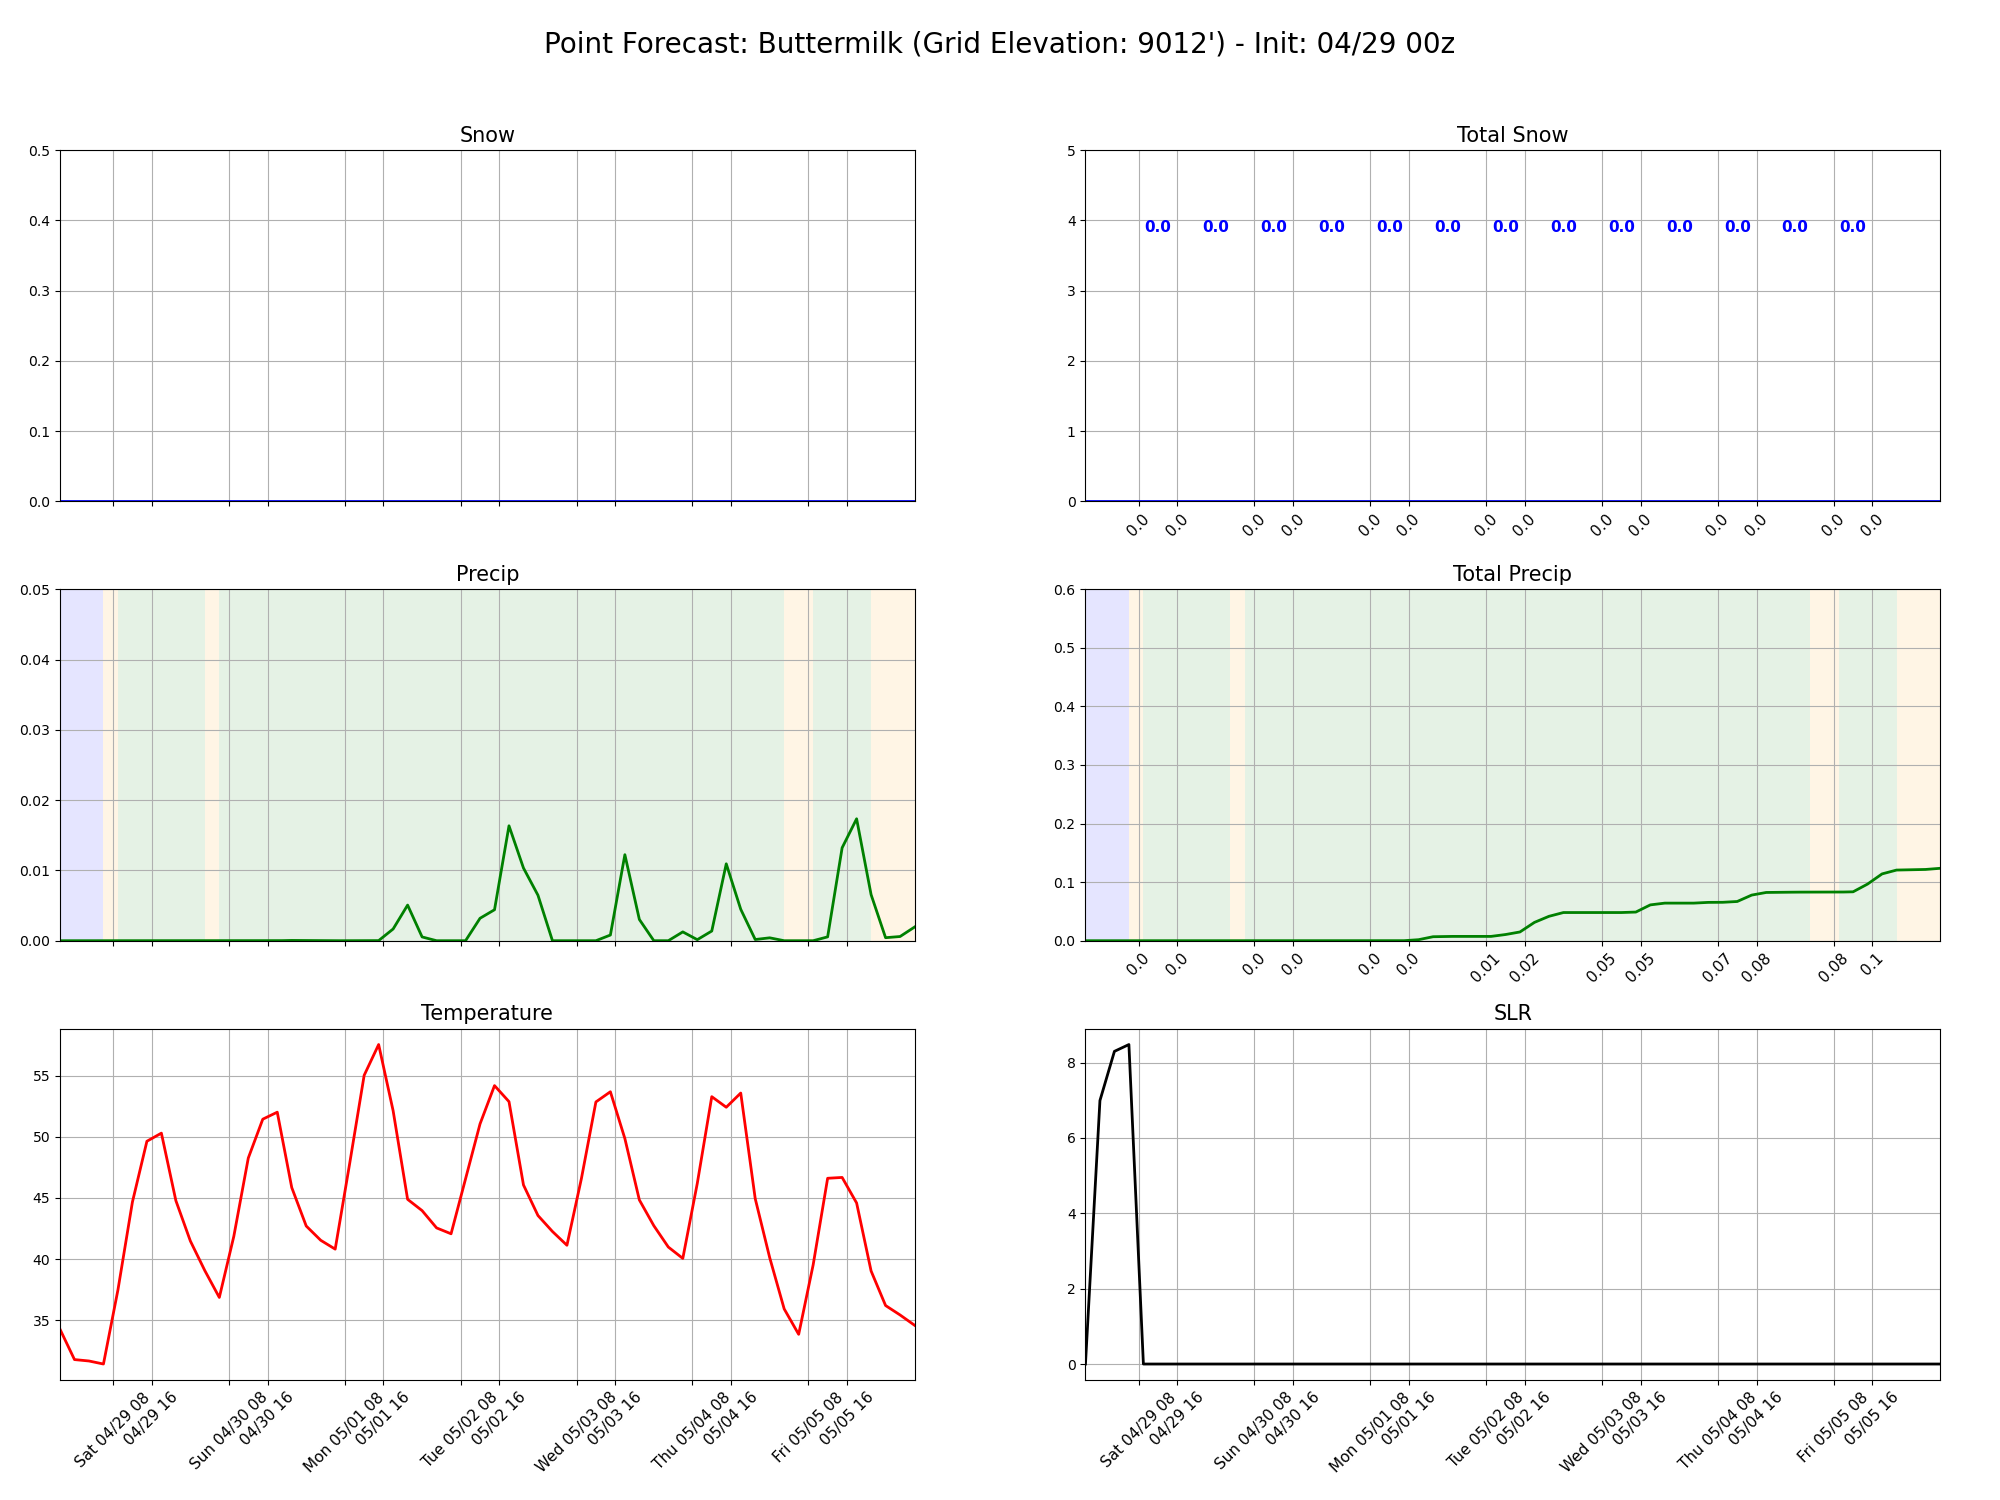 Point Forecast: Buttermilk (Grid Elevation: 9012') - Init: 04/29 00z
Snow
0.5
0.4
0.3
0.2
0.1
0.0
Total Snow
5
4
3
2
1
0
0.0 0.0 0.0 0.0 0.0 0.0 0.0 0.0 0.0 0.0 0.0 0.0 0.0
0.0 0.0 0.0 0.0 0.0 0.0 0.0 0.0 0.0 0.0 0.0 0.0 0.0 0.0
Precip
0.05
0.04
0.03
0.02
0.01
0.00
Total Precip
0.6
0.5
0.4
0.3
0.2
0.1
0.0
0.0 0.0 0.0 0.0 0.0 0.0 0.01 0.02 0.05 0.05 0.07 0.08 0.08 0.1
Temperature
55
50
45
40
35
Sat 04/29 08
04/29 16
Sun 04/30 08
04/30 16
Mon 05/01 08
05/01 16
Tue 05/02 08
05/02 16
Wed 05/03 08
05/03 16
Thu 05/04 08
05/04 16
Fri 05/05 08
05/05 16
SLR
8
6
4
2
0
Sat 04/29 08
04/29 16
Sun 04/30 08
04/30 16
Mon 05/01 08
05/01 16
Tue 05/02 08
05/02 16
Wed 05/03 08
05/03 16
Thu 05/04 08
05/04 16
Fri 05/05 08
05/05 16